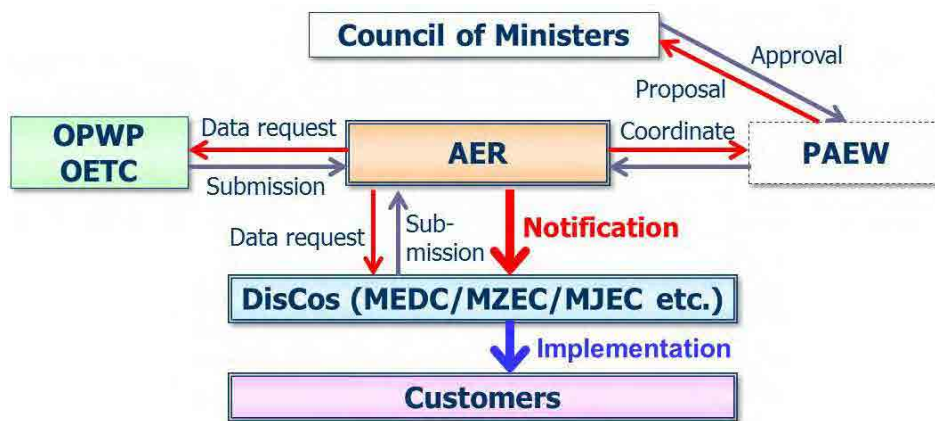 Council of Ministers
Approval
Proposal
OPWP
OETC
Data request
AER
Coordinate
PAEW
Submission
Data request
Sub-
mission
Notification
DisCos (MEDC/MZEC/MJEC etc.)
Implementation
Customers